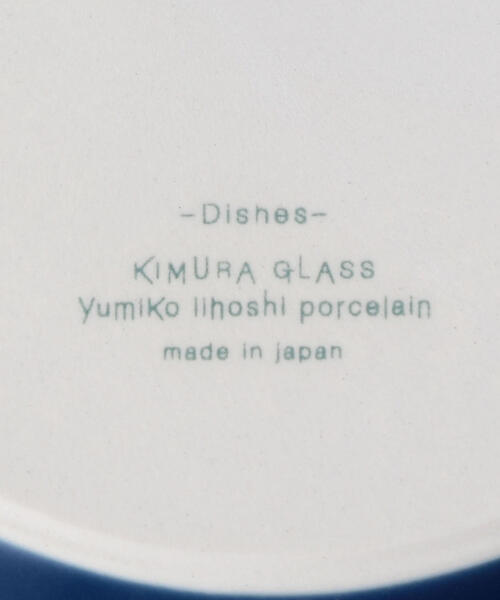 -Dishes-
KIMURA GLASS
yumiko iihoshi porcelain
made in japan